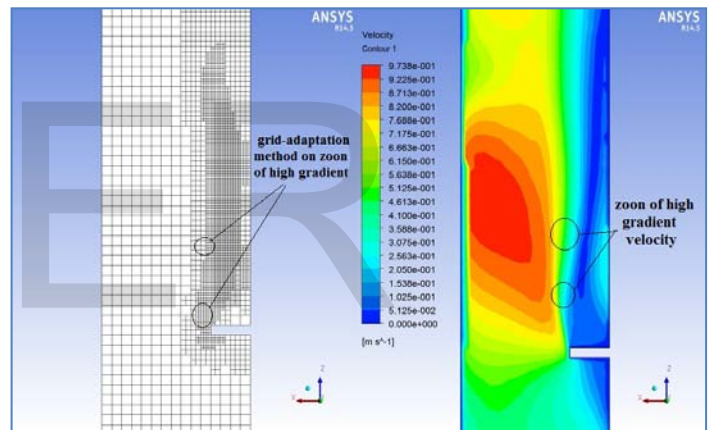 ANSYS
R14.5
grid-adaptation
method on zoon
of high gradient
Velocity
Contour 1
9.738e-001
9.225e-001
8.713e-001
8.200e-001
7.688e-001
7.175e-001
6.663e-001
6.150e-001
5.638e-001
5.125e-001
4.613e-001
4.100e-001
3.588e-001
3.075e-001
2.563e-001
2.050e-001
1.538e-001
1.025e-001
5.125e-002
0.000e+000
[m s^-1]
ANSYS
R14.5
zoon of high
gradient
velocity
Z
X
Z
X
ER